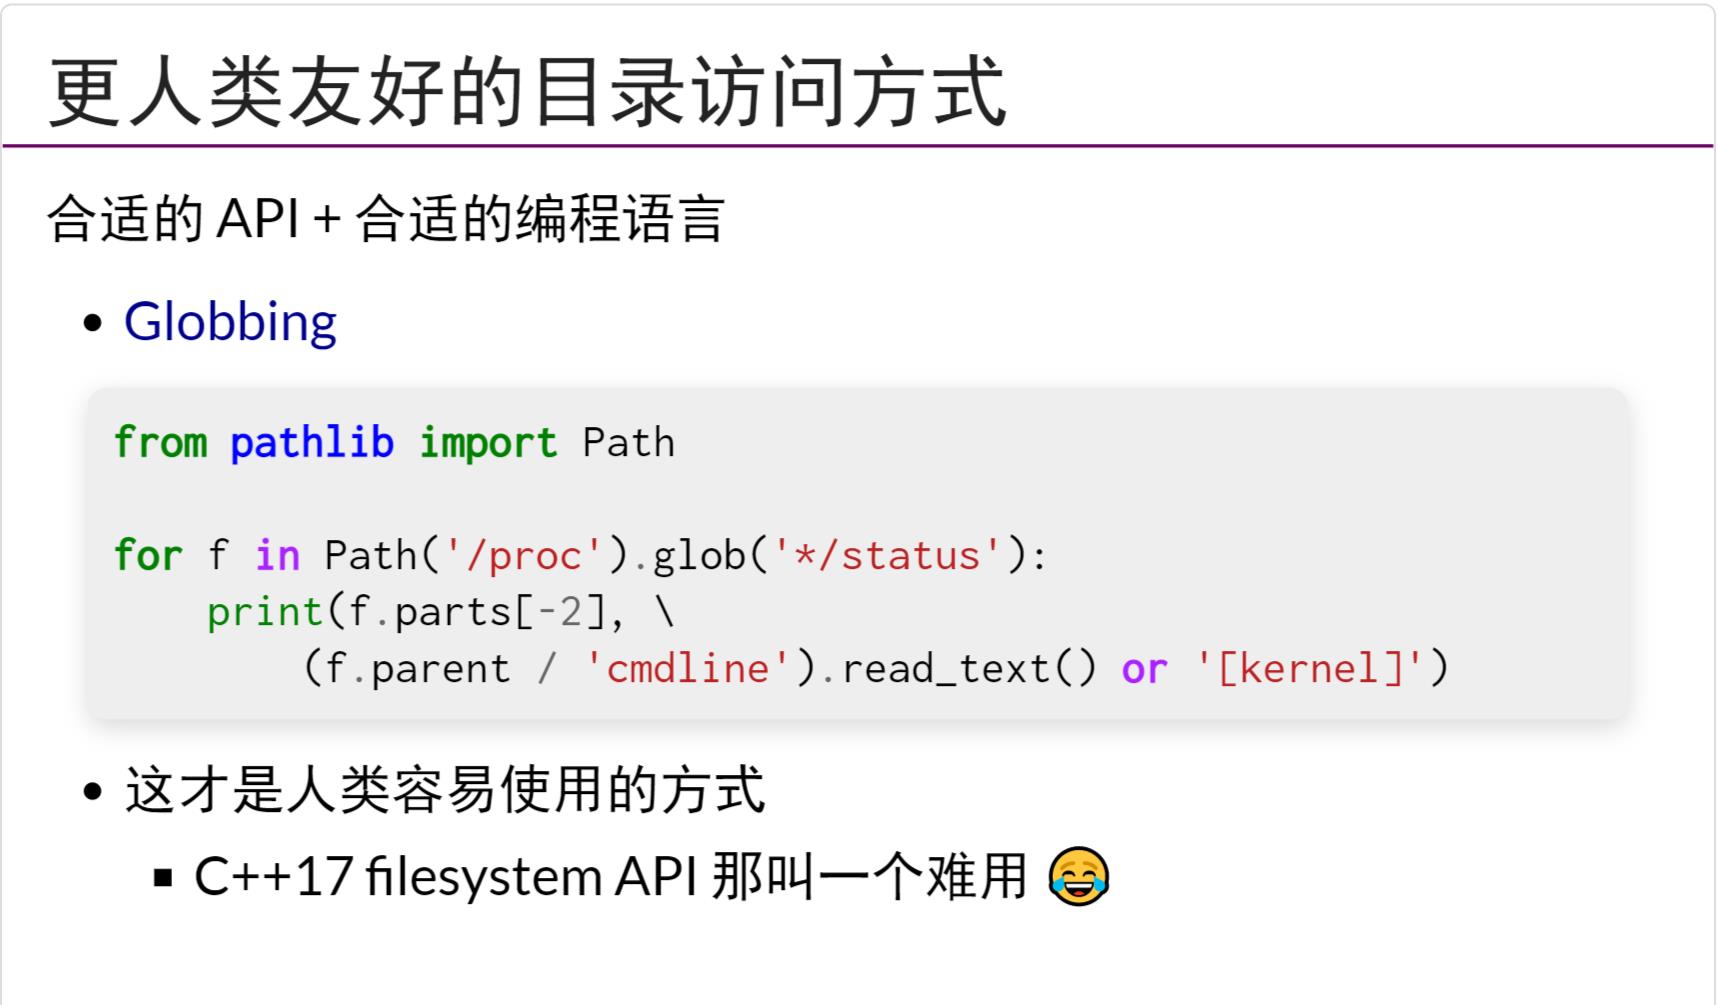 更人类友好的目录访问方式
合适的 API + 合适的编程语言
• Globbing
from pathlib import Path
for f in Path('/proc').glob('*/status'):
    print(f.parts[-2], \
        (f.parent / 'cmdline').read_text() or '[kernel]')
• 这才是人类容易使用的方式
▪ C++17 filesystem API 那叫一个难用 😂